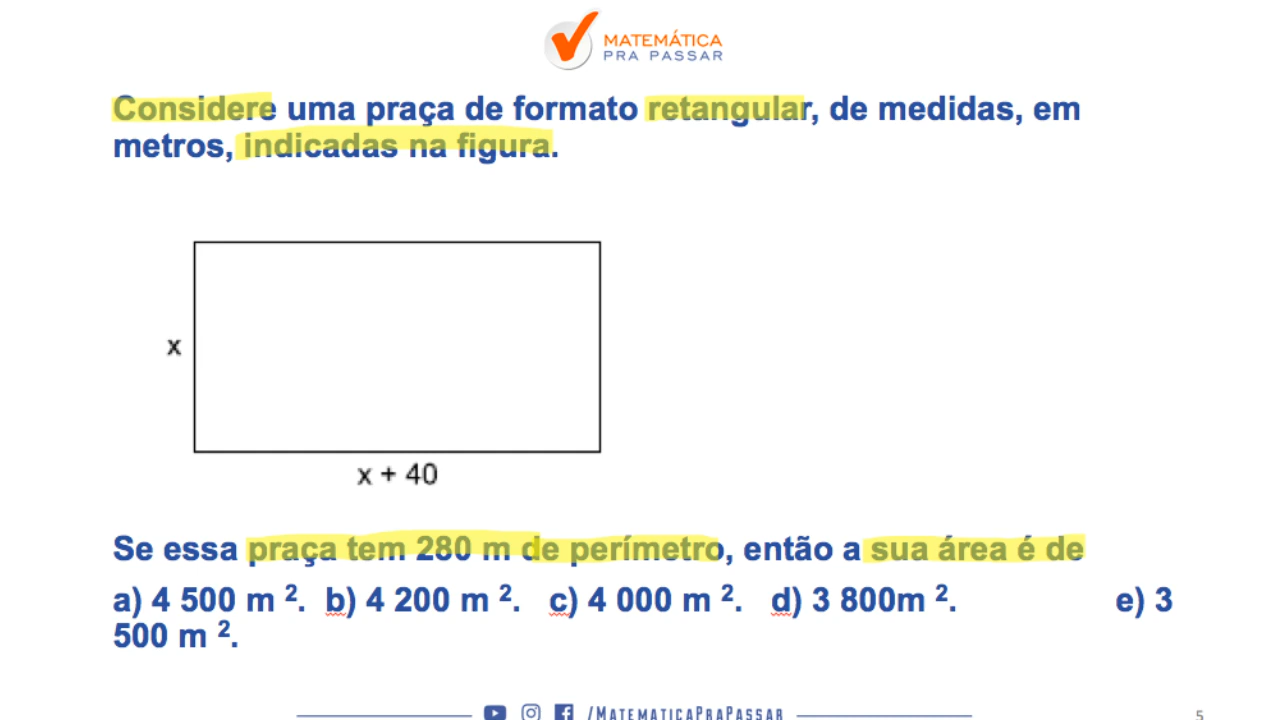 MATEMÁTICA
PRA PASSAR
Considere uma praça de formato retangular, de medidas, em
metros, indicadas na figura.
x
x + 40
Se essa praça tem 280 m de perímetro, então a sua área é de
a) 4 500 m ². b) 4 200 m ². c) 4 000 m ². d) 3 800m ². e) 3
500 m ².
/MATEMATICAPRAPASSAR
5